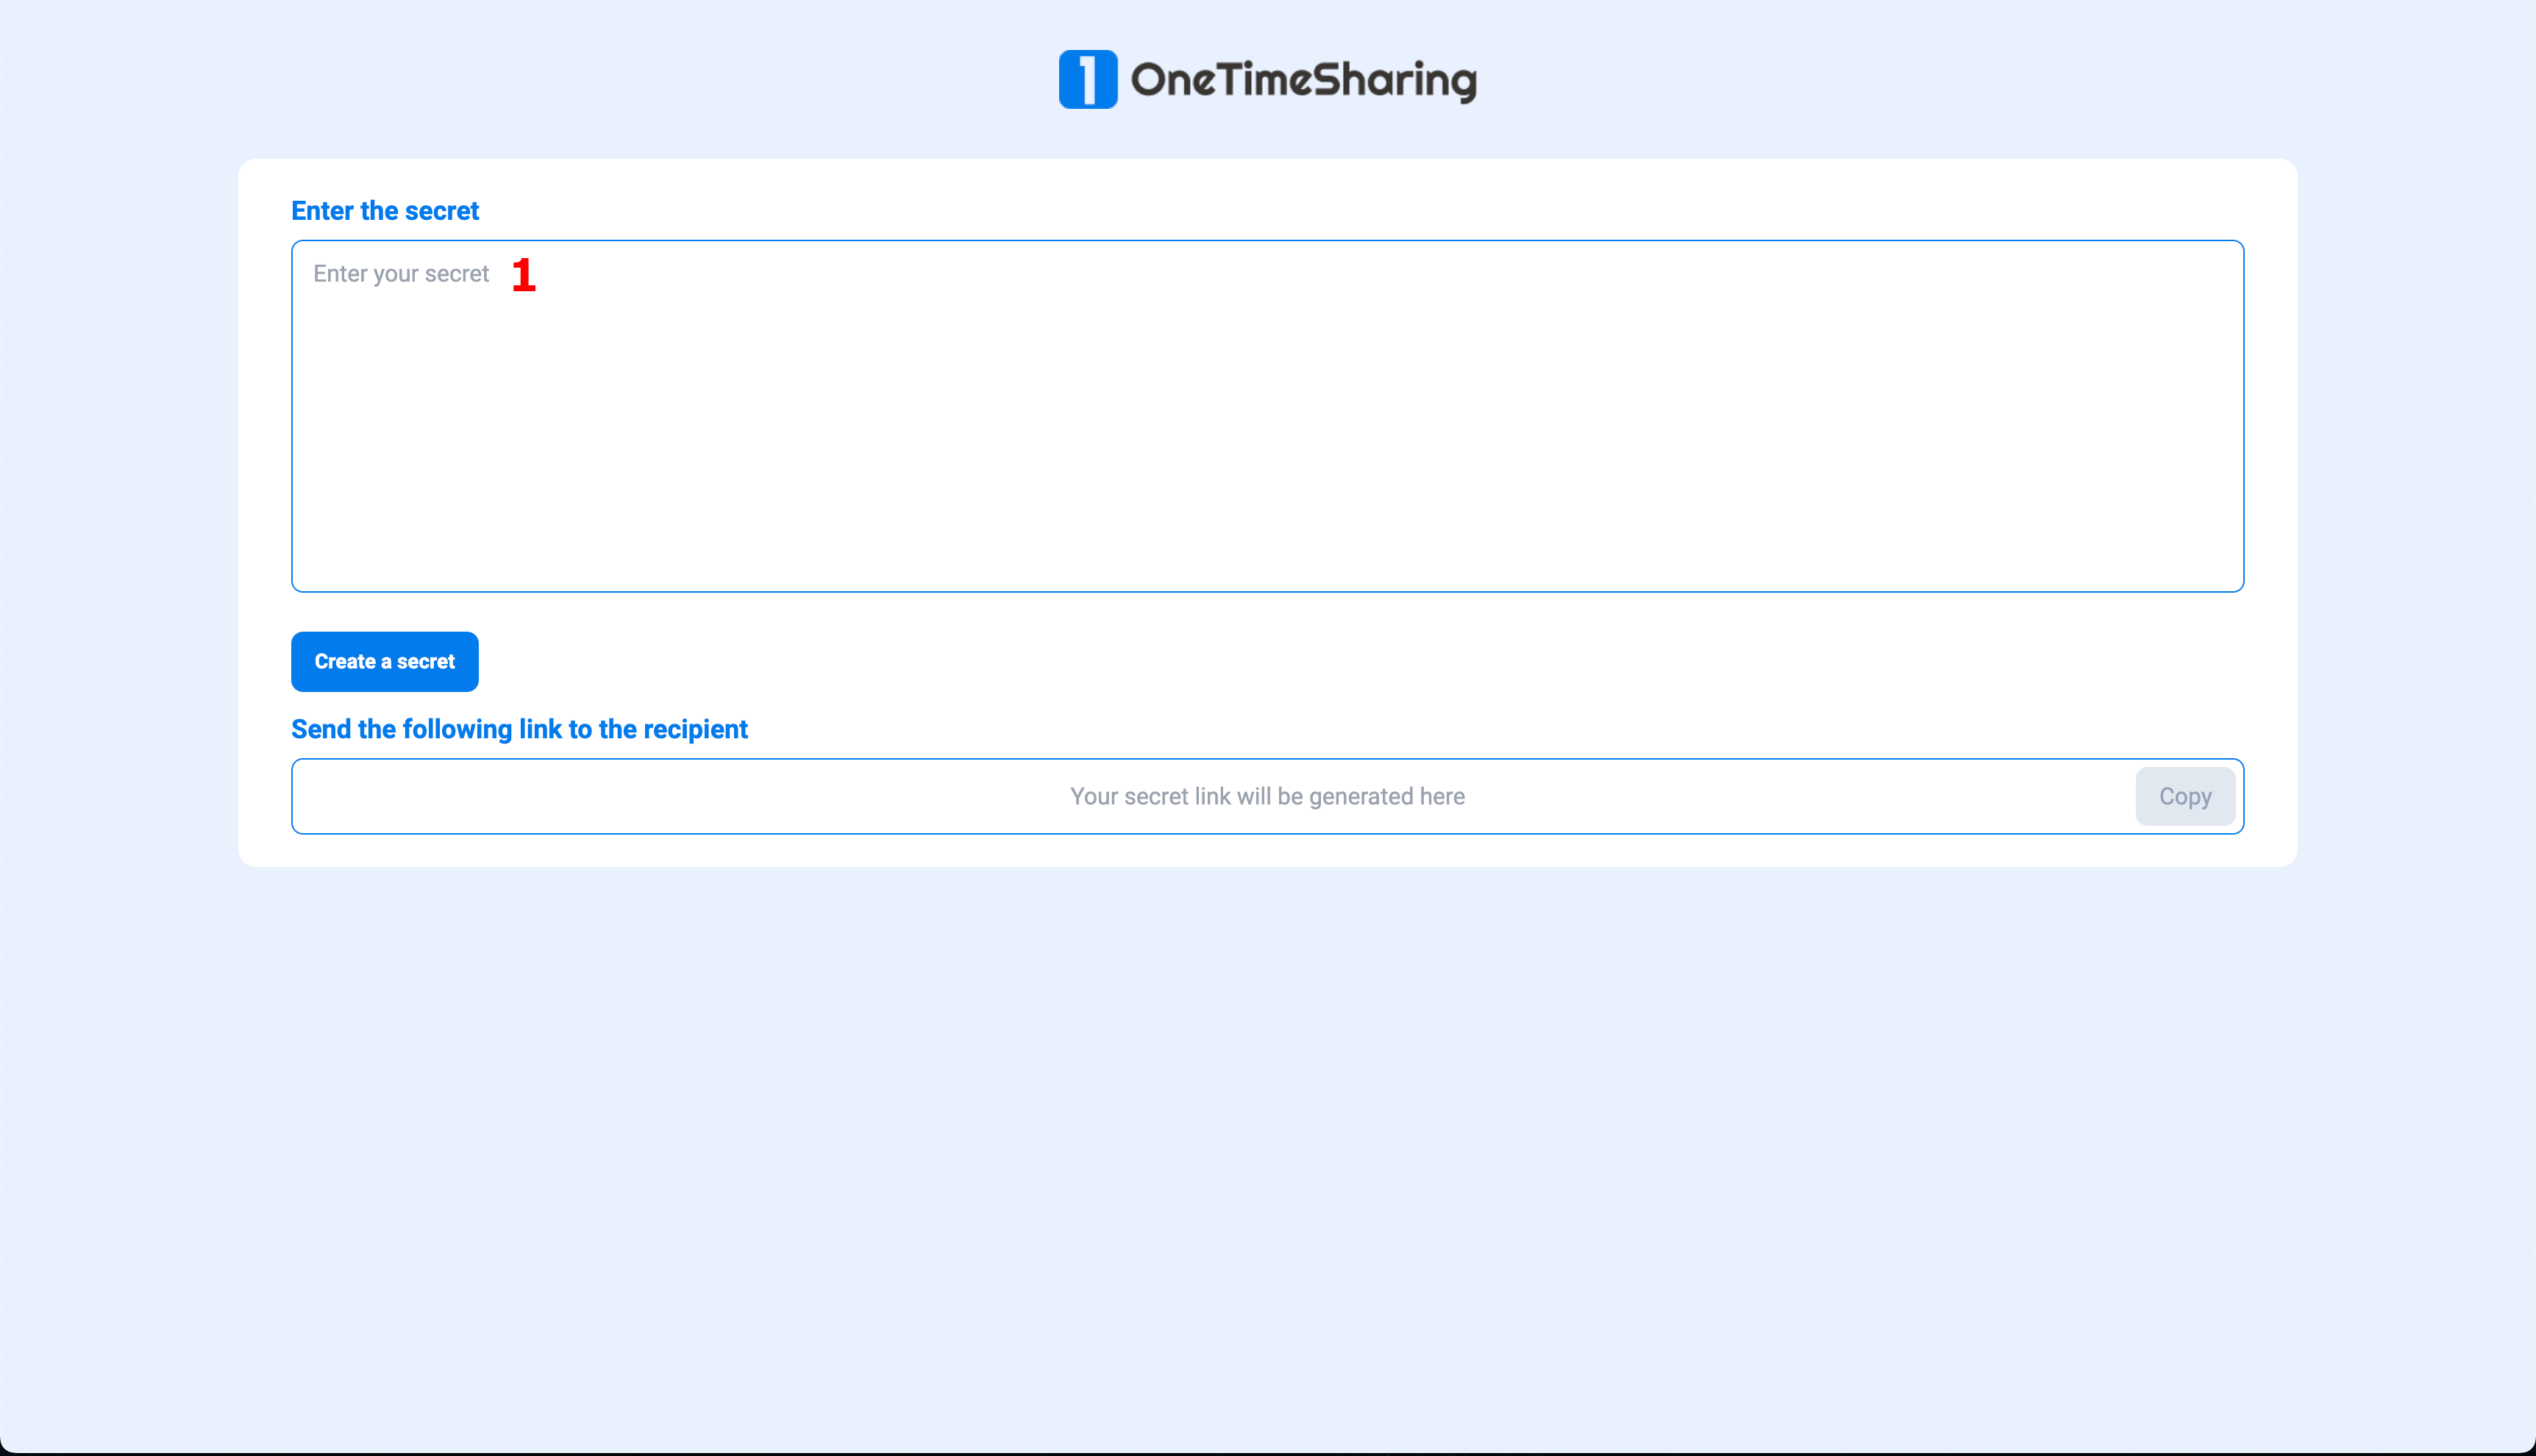 1 OneTimeSharing
Enter the secret
Enter your secret 1
Create a secret
Send the following link to the recipient
Your secret link will be generated here Copy